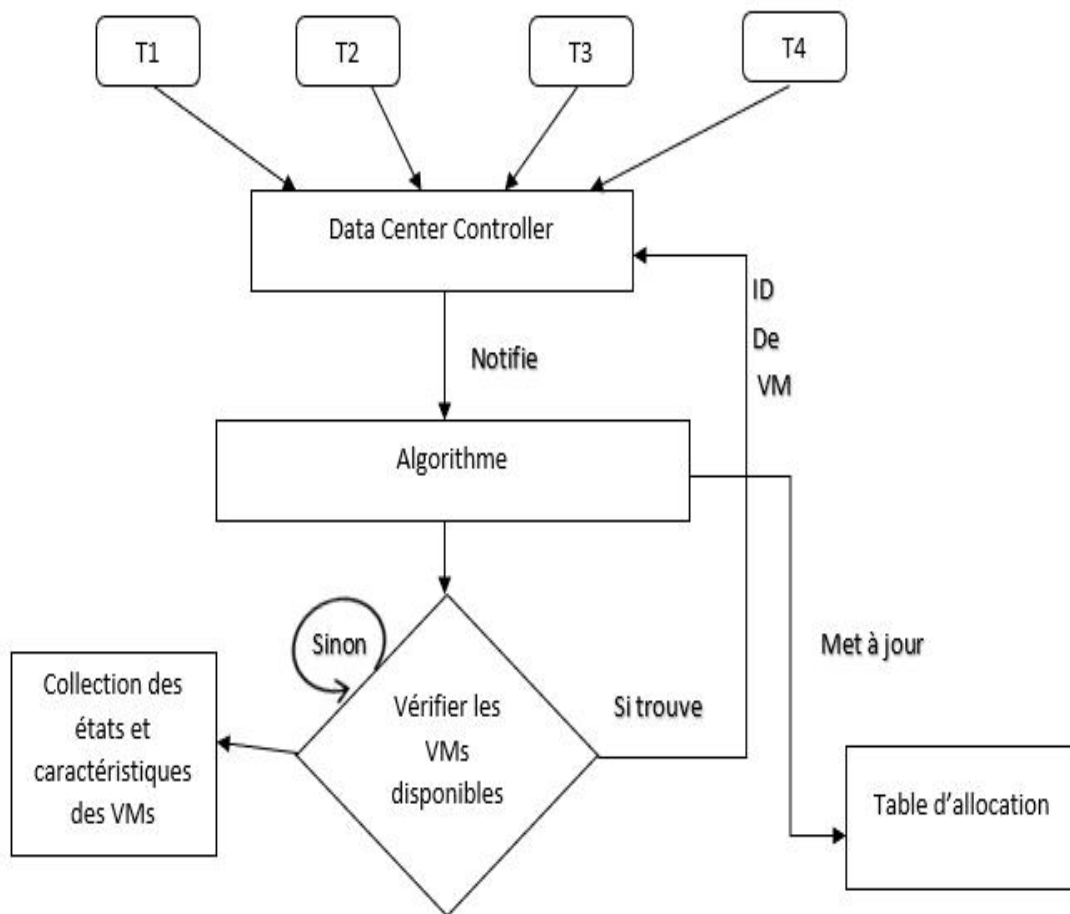 T1
T2
T3
T4
Data Center Controller
ID
De
VM
Notifie
Algorithme
Sinon
Met à jour
Collection des
états et
caractéristiques
des VMs
Vérifier les
VMs
disponibles
Si trouve
Table d’allocation